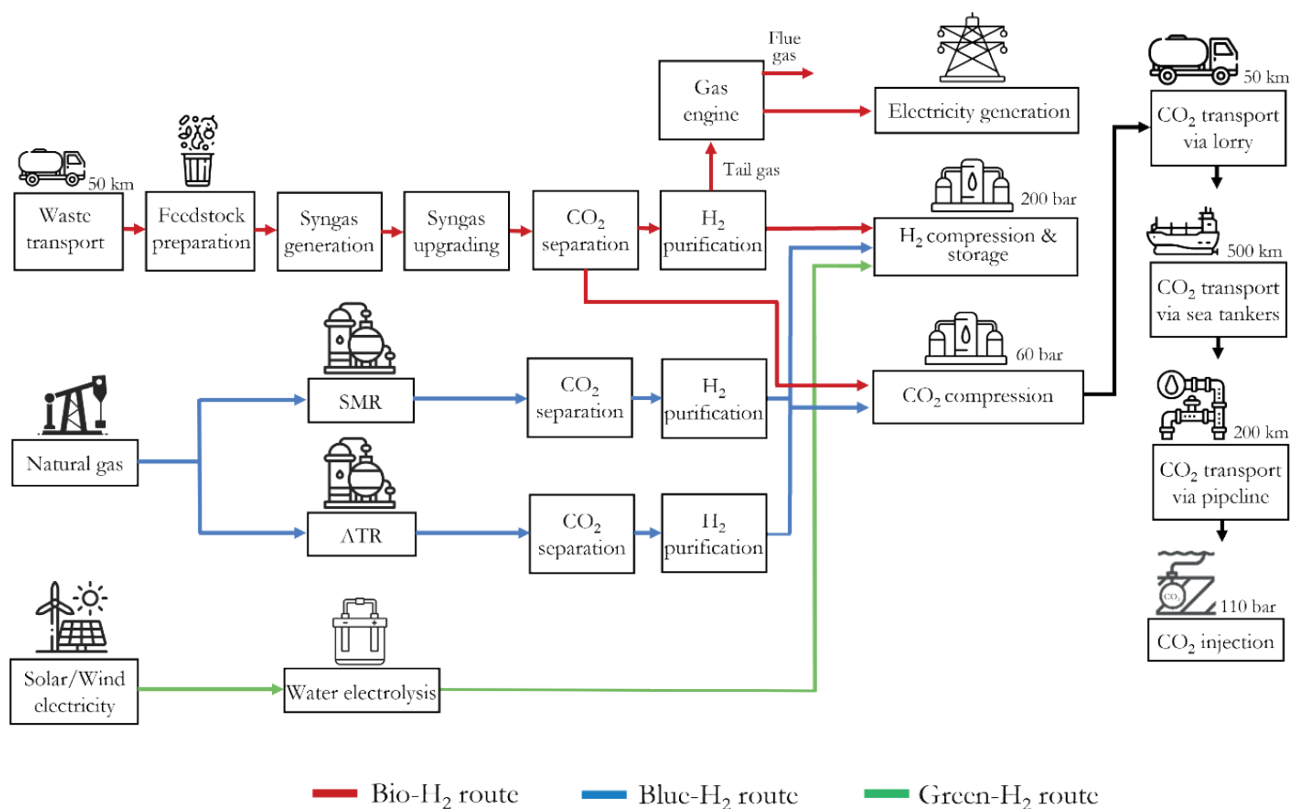 Flue
gas
Gas
engine
Electricity generation
Tail gas
50 km
CO₂ transport
via lorry
50 km
Waste
transport
Feedstock
preparation
Syngas
generation
Syngas
upgrading
CO₂
separation
H₂
purification
200 bar
H₂ compression &
storage
500 km
CO₂ transport
via sea tankers
SMR
CO₂
separation
H₂
purification
60 bar
CO₂ compression
Natural gas
200 km
CO₂ transport
via pipeline
ATR
CO₂
separation
H₂
purification
CO₂
110 bar
CO₂ injection
Solar/Wind
electricity
Water electrolysis
Bio-H₂ route
Blue-H₂ route
Green-H₂ route